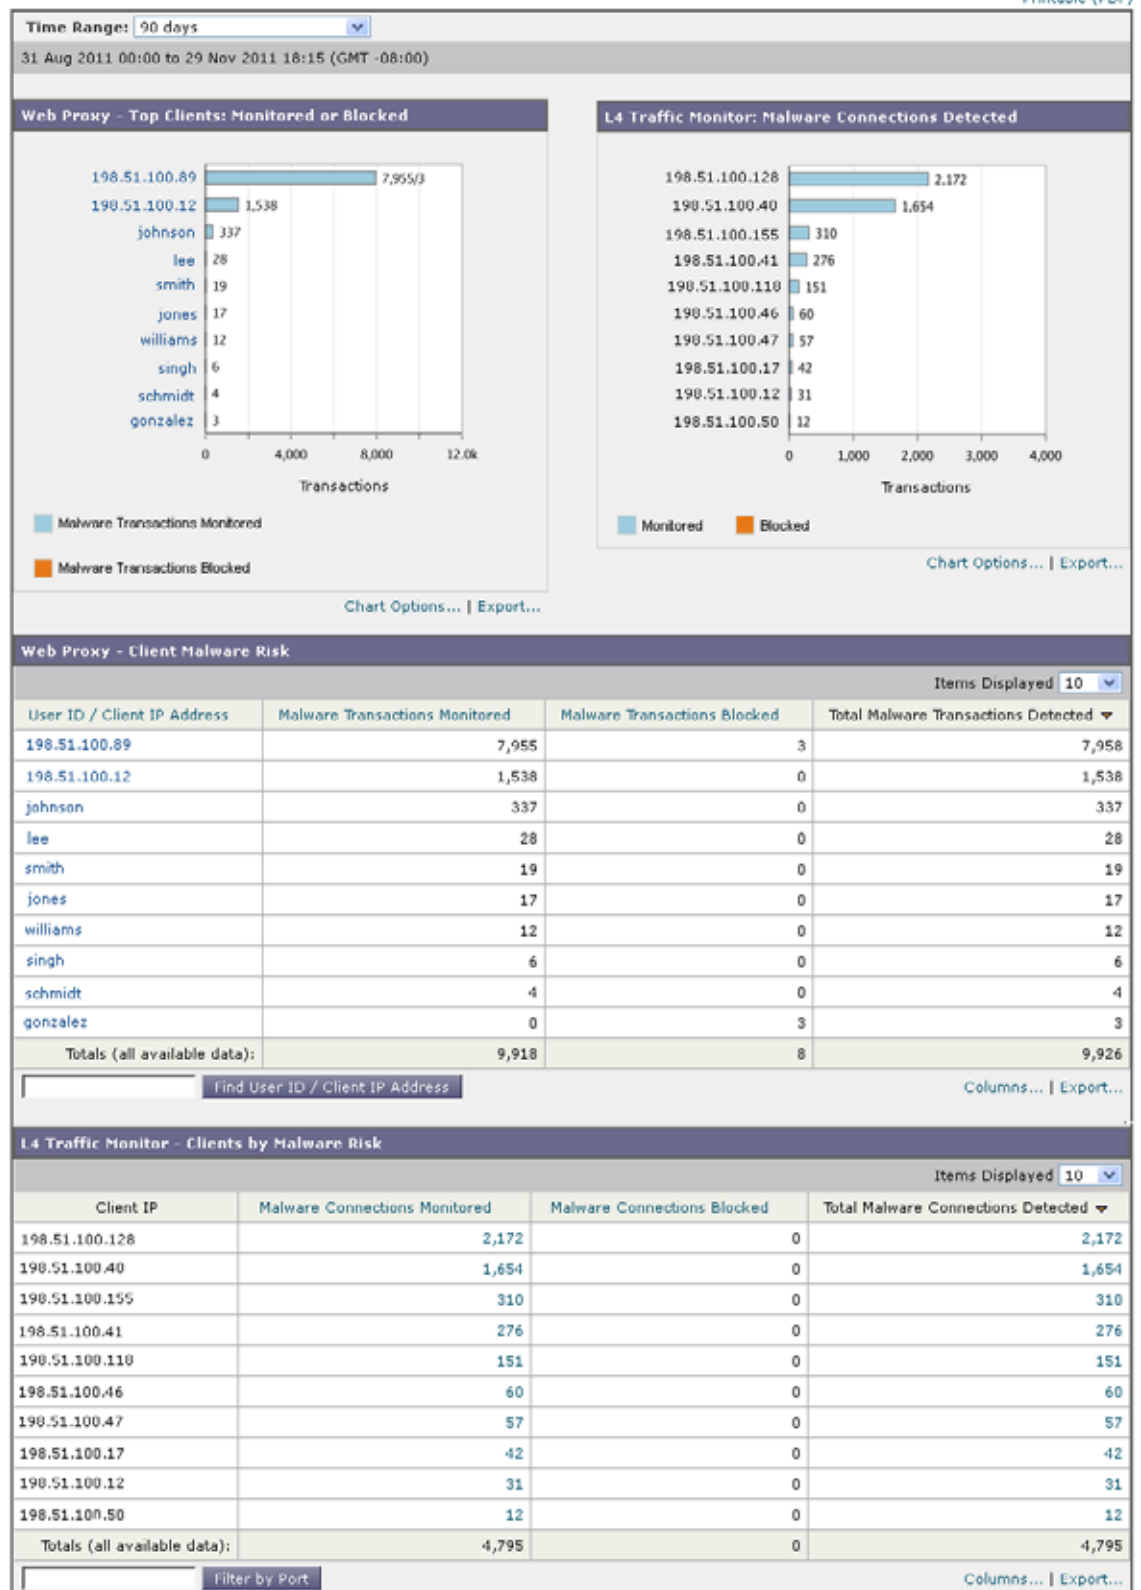 Printable (PDF)
Time Range: 90 days
31 Aug 2011 00:00 to 29 Nov 2011 18:15 (GMT -08:00)
Web Proxy - Top Clients: Monitored or Blocked
198.51.100.89 7,955/3
198.51.100.12 1,538
johnson 337
lee 28
smith 19
jones 17
williams 12
singh 6
schmidt 4
gonzalez 3
0 4,000 8,000 12.0k
Transactions
Malware Transactions Monitored
Malware Transactions Blocked
Chart Options... | Export...
L4 Traffic Monitor: Malware Connections Detected
198.51.100.128 2,172
198.51.100.40 1,654
198.51.100.155 310
198.51.100.41 276
198.51.100.118 151
198.51.100.46 60
198.51.100.47 57
198.51.100.17 42
198.51.100.12 31
198.51.100.50 12
0 1,000 2,000 3,000 4,000
Transactions
Monitored Blocked
Chart Options... | Export...
Web Proxy - Client Malware Risk
Items Displayed 10
User ID / Client IP Address Malware Transactions Monitored Malware Transactions Blocked Total Malware Transactions Detected
198.51.100.89 7,955 3 7,958
198.51.100.12 1,538 0 1,538
johnson 337 0 337
lee 28 0 28
smith 19 0 19
jones 17 0 17
williams 12 0 12
singh 6 0 6
schmidt 4 0 4
gonzalez 0 3 3
Totals (all available data): 9,918 8 9,926
Find User ID / Client IP Address Columns... | Export...
L4 Traffic Monitor - Clients by Malware Risk
Items Displayed 10
Client IP Malware Connections Monitored Malware Connections Blocked Total Malware Connections Detected
198.51.100.128 2,172 0 2,172
198.51.100.40 1,654 0 1,654
198.51.100.155 310 0 310
198.51.100.41 276 0 276
198.51.100.118 151 0 151
198.51.100.46 60 0 60
198.51.100.47 57 0 57
198.51.100.17 42 0 42
198.51.100.12 31 0 31
198.51.100.50 12 0 12
Totals (all available data): 4,795 0 4,795
Filter by Port Columns... | Export...